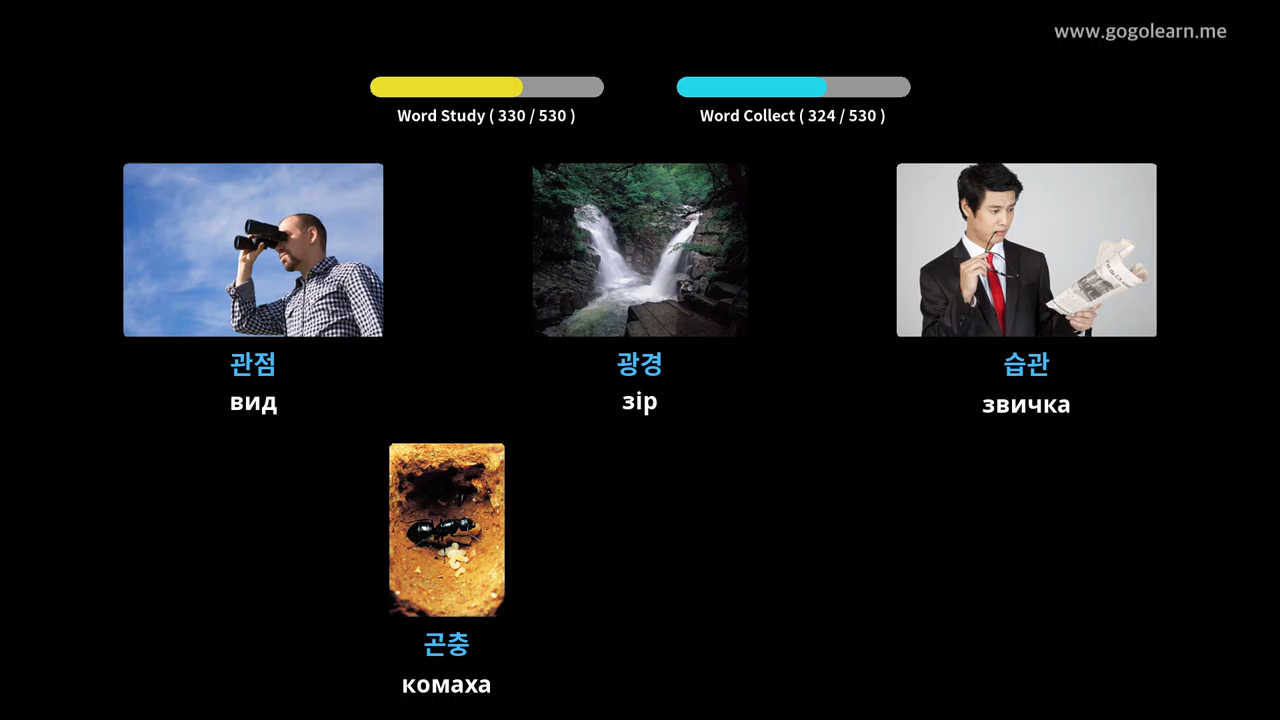 www.gogolearn.me
Word Study ( 330 / 530 )
Word Collect ( 324 / 530 )
관점
вид
광경
зір
습관
звичка
곤충
комаха